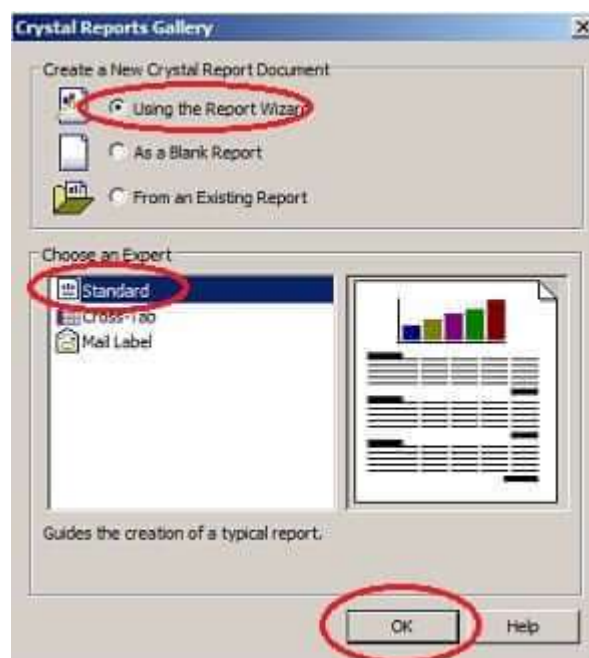 Crystal Reports Gallery
Create a New Crystal Report Document
Using the Report Wizard
As a Blank Report
From an Existing Report
Choose an Expert
Standard
Cross-Tab
Mail Label
Guides the creation of a typical report.
OK
Help